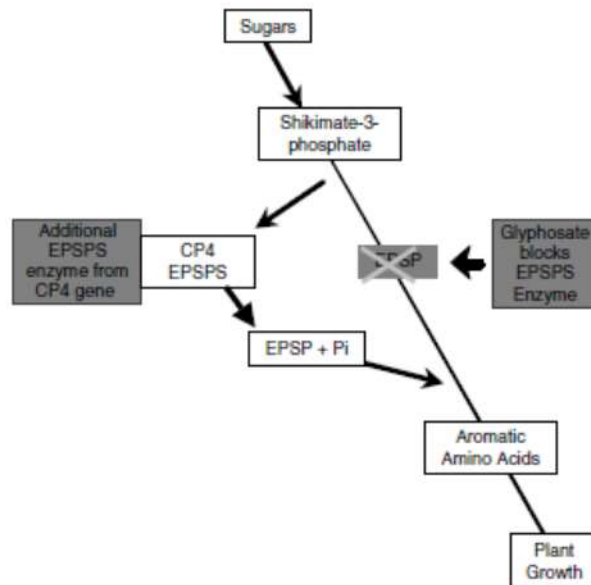 Sugars
Shikimate-3-
phosphate
Additional
EPSPS
enzyme from
CP4 gene
CP4
EPSPS
EPSP
Glyphosate
blocks
EPSPS
Enzyme
EPSP + Pi
Aromatic
Amino Acids
Plant
Growth